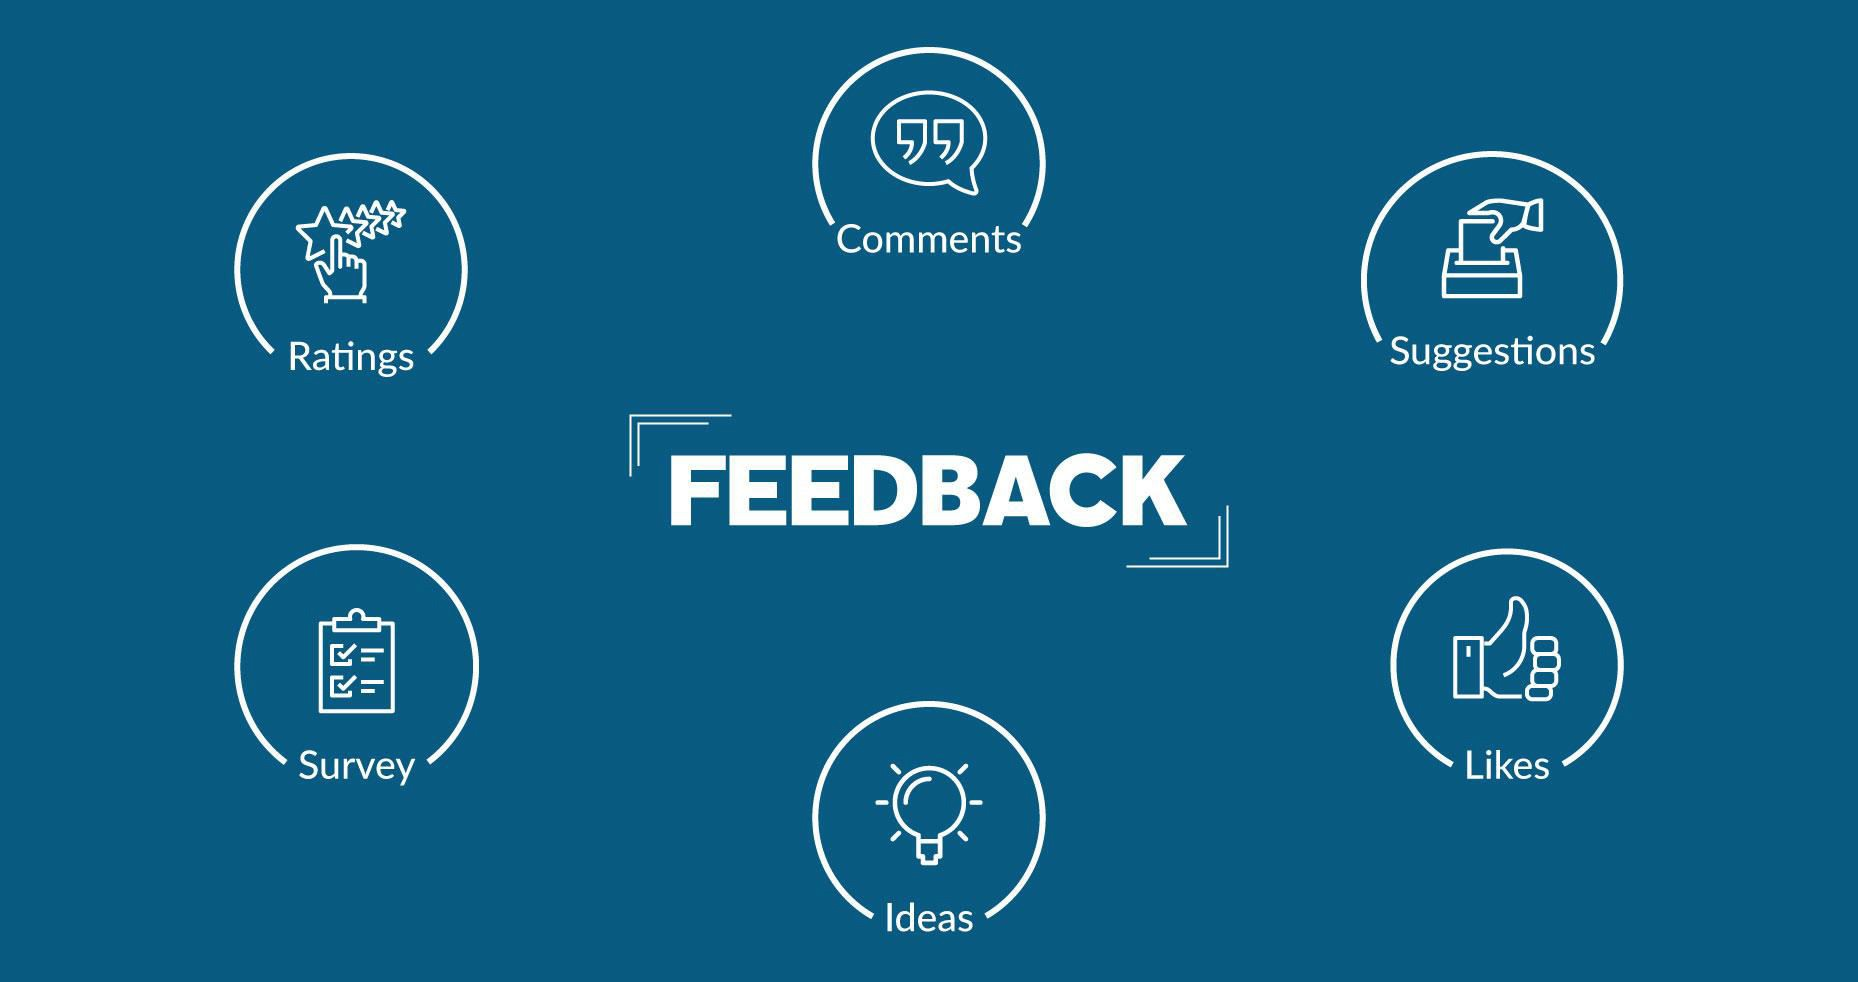 Comments
Ratings
Suggestions
FEEDBACK
Survey
Likes
Ideas